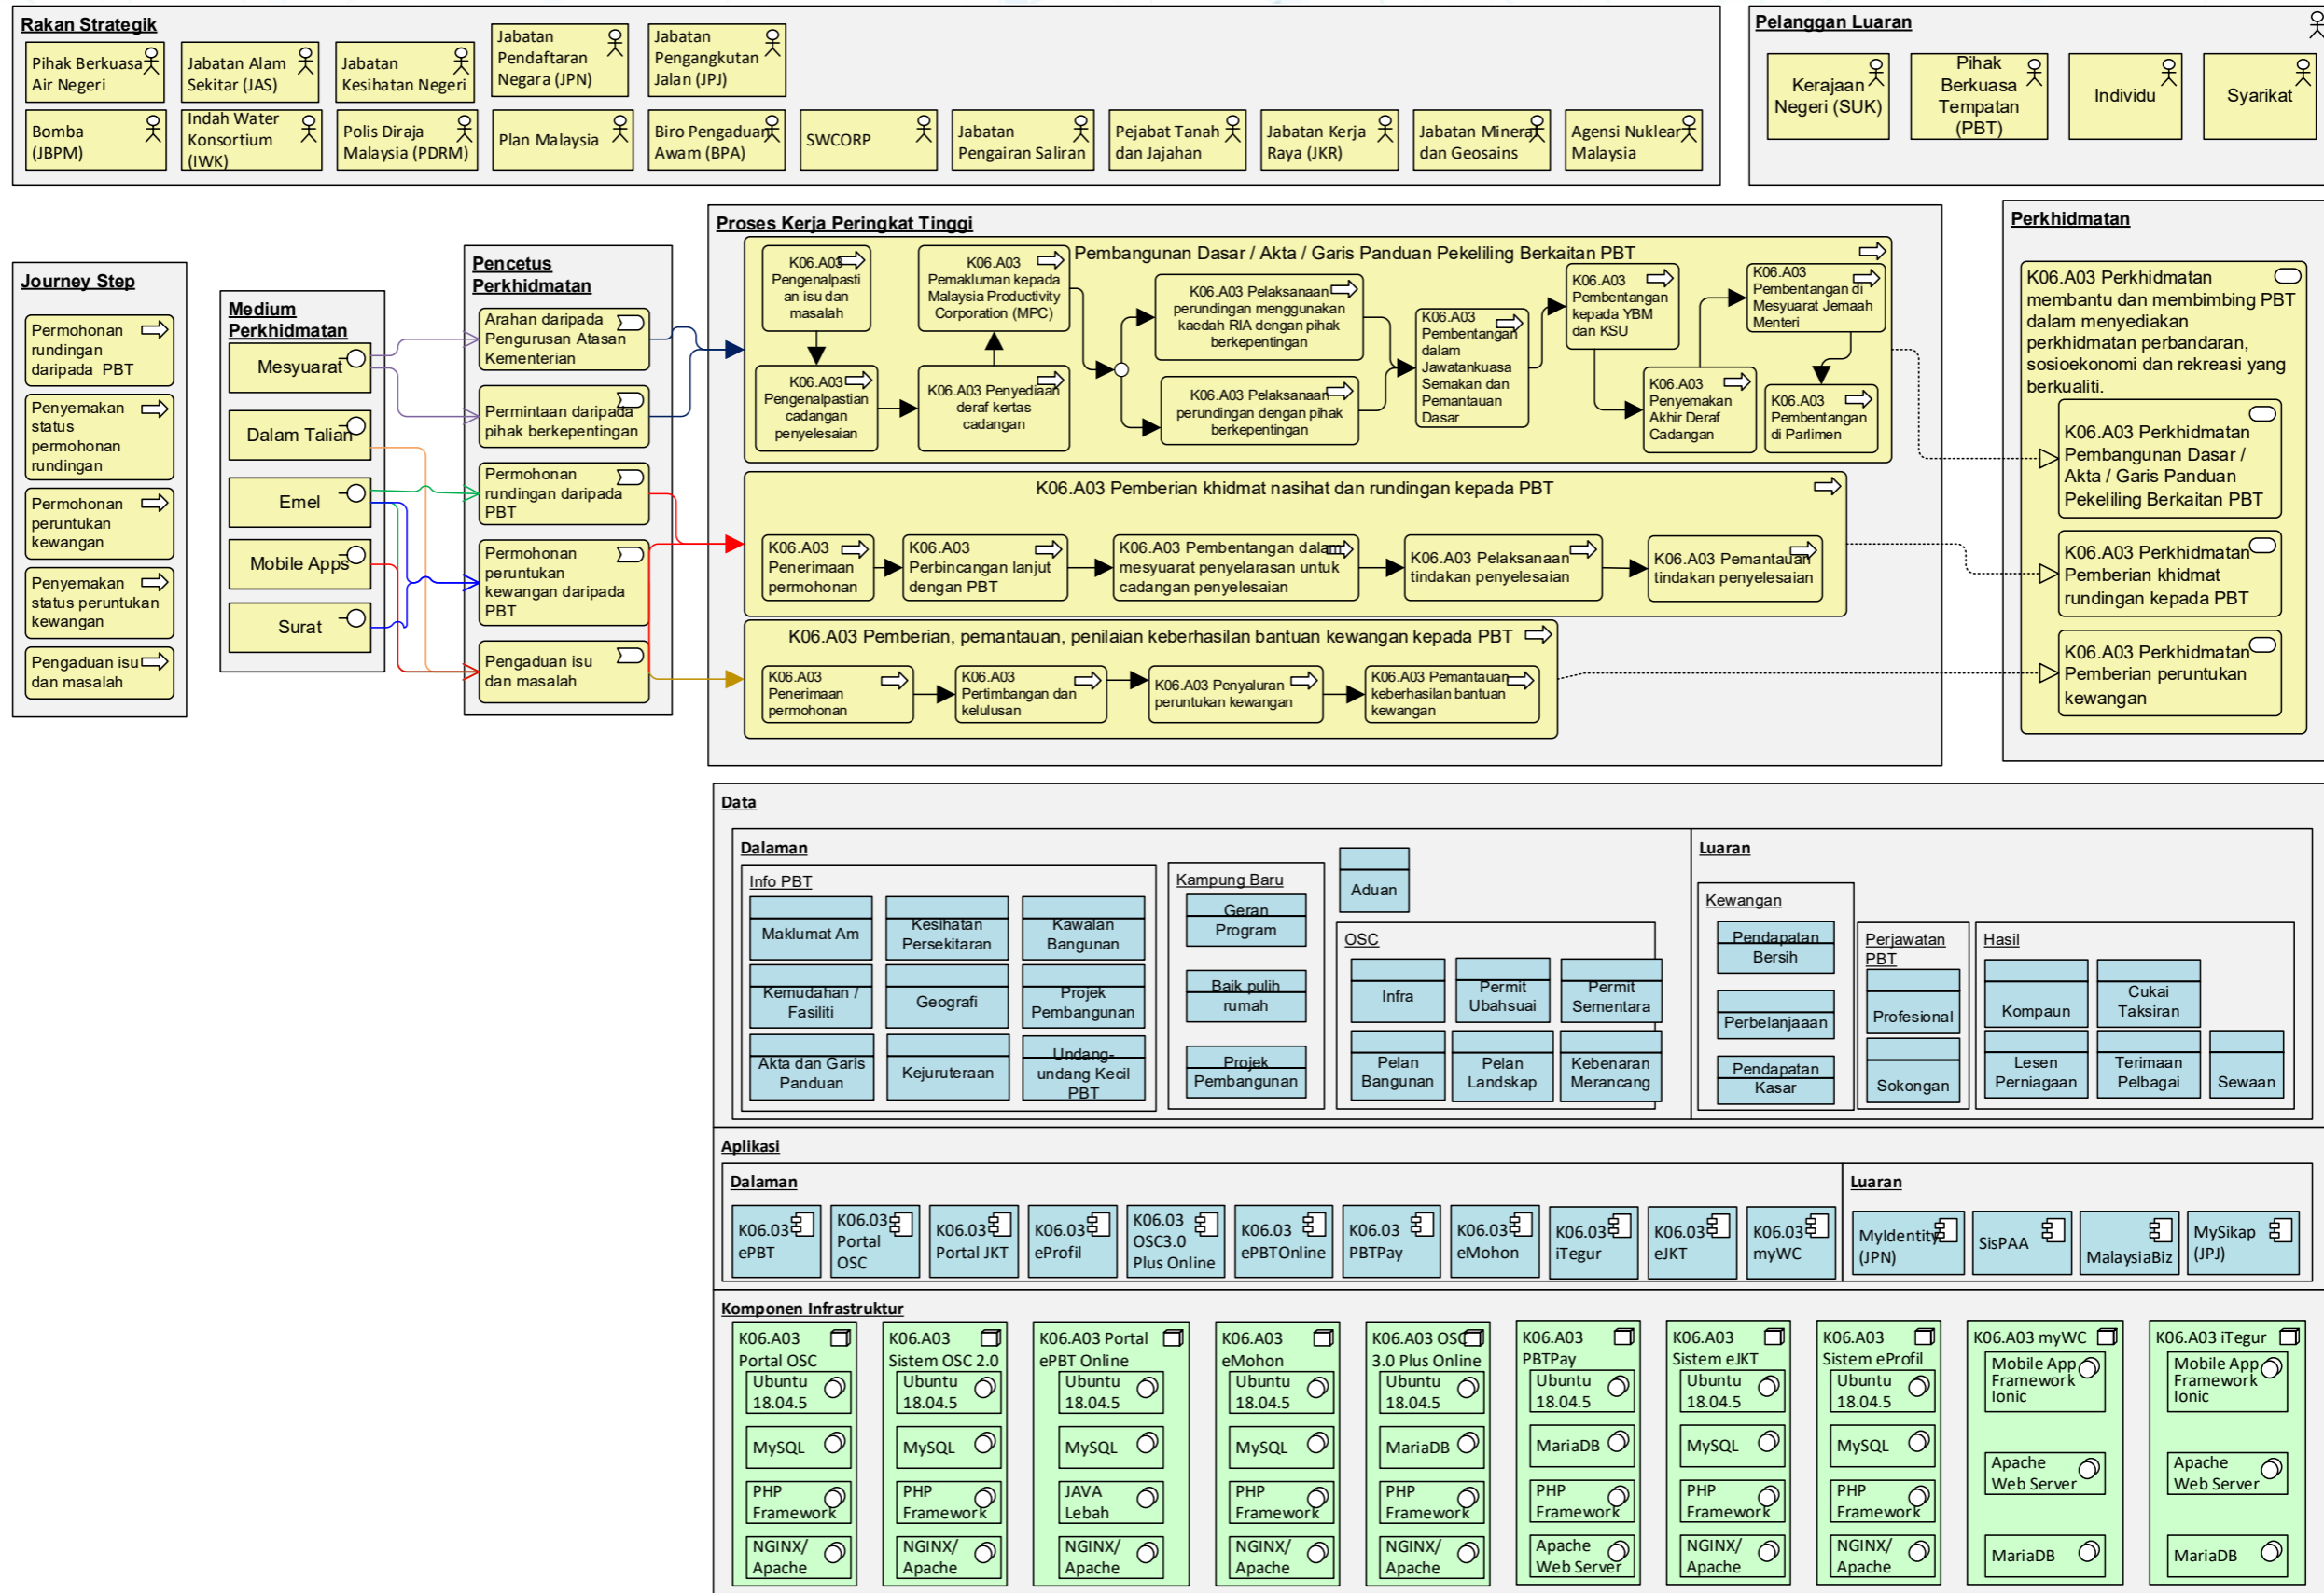 Rakan Strategik
Pihak Berkuasa
Air Negeri
Jabatan Alam
Sekitar (JAS)
Jabatan
Kesihatan Negeri
Jabatan
Pendaftaran
Negara (JPN)
Jabatan
Pengangkutan
Jalan (JPJ)
Bomba
(JBPM)
Indah Water
Konsortium
(IWK)
Polis Diraja
Malaysia (PDRM)
Plan Malaysia
Biro Pengaduan
Awam (BPA)
SWCORP
Jabatan
Pengairan Saliran
Pejabat Tanah
dan Jajahan
Jabatan Kerja
Raya (JKR)
Jabatan Mineral
dan Geosains
Agensi Nuklear
Malaysia
Pelanggan Luaran
Kerajaan
Negeri (SUK)
Pihak
Berkuasa
Tempatan
(PBT)
Individu
Syarikat
Journey Step
Permohonan
rundingan
daripada  PBT
Penyemakan
status
permohonan
rundingan
Permohonan
peruntukan
kewangan
Penyemakan
status peruntukan
kewangan
Pengaduan isu
dan masalah
Medium
Perkhidmatan
Mesyuarat
Dalam Talian
Emel
Mobile Apps
Surat
Pencetus
Perkhidmatan
Arahan daripada
Pengurusan Atasan
Kementerian
Permintaan daripada
pihak berkepentingan
Permohonan
rundingan daripada
PBT
Permohonan
peruntukan
kewangan daripada
PBT
Pengaduan isu
dan masalah
Proses Kerja Peringkat Tinggi
Pembangunan Dasar / Akta / Garis Panduan Pekeliling Berkaitan PBT
K06.A03
Pengenalpasti
an isu dan
masalah
K06.A03
Pengenalpastian
cadangan
penyelesaian
K06.A03
Pemakluman kepada
Malaysia Productivity
Corporation (MPC)
K06.A03 Penyediaan
deraf kertas
cadangan
K06.A03 Pelaksanaan
perundingan menggunakan
kaedah RIA dengan pihak
berkepentingan
K06.A03 Pelaksanaan
perundingan dengan pihak
berkepentingan
K06.A03
Pembentangan
dalam
Jawatankuasa
Semakan dan
Pemantauan
Dasar
K06.A03
Pembentangan
kepada YBM
dan KSU
K06.A03
Penyemakan
Akhir Deraf
Cadangan
K06.A03
Pembentangan di
Mesyuarat Jemaah
Menteri
K06.A03
Pembentangan
di Parlimen
K06.A03 Pemberian khidmat nasihat dan rundingan kepada PBT
K06.A03
Penerimaan
permohonan
K06.A03
Perbincangan lanjut
dengan PBT
K06.A03 Pembentangan dalam
mesyuarat penyelarasan untuk
cadangan penyelesaian
K06.A03 Pelaksanaan
tindakan penyelesaian
K06.A03 Pemantauan
tindakan penyelesaian
K06.A03 Pemberian, pemantauan, penilaian keberhasilan bantuan kewangan kepada PBT
K06.A03
Penerimaan
permohonan
K06.A03
Pertimbangan dan
kelulusan
K06.A03 Penyaluran
peruntukan kewangan
K06.A03 Pemantauan
keberhasilan bantuan
kewangan
Perkhidmatan
K06.A03 Perkhidmatan
membantu dan membimbing PBT
dalam menyediakan
perkhidmatan perbandaran,
sosioekonomi dan rekreasi yang
berkualiti.
K06.A03 Perkhidmatan
Pembangunan Dasar /
Akta / Garis Panduan
Pekeliling Berkaitan PBT
K06.A03 Perkhidmatan
Pemberian khidmat
rundingan kepada PBT
K06.A03 Perkhidmatan
Pemberian peruntukan
kewangan
Data
Dalaman
Info PBT
Maklumat Am
Kesihatan
Persekitaran
Kawalan
Bangunan
Kemudahan /
Fasiliti
Geografi
Projek
Pembangunan
Akta dan Garis
Panduan
Kejuruteraan
Undang-
undang Kecil
PBT
Kampung Baru
Geran
Program
Baik pulih
rumah
Projek
Pembangunan
Aduan
OSC
Infra
Permit
Ubahsuai
Permit
Sementara
Pelan
Bangunan
Pelan
Landskap
Kebenaran
Merancang
Luaran
Kewangan
Pendapatan
Bersih
Perbelanjaaan
Pendapatan
Kasar
Perjawatan
PBT
Profesional
Sokongan
Hasil
Kompaun
Cukai
Taksiran
Lesen
Perniagaan
Terimaan
Pelbagai
Sewaan
Aplikasi
Dalaman
K06.03
ePBT
K06.03
Portal
OSC
K06.03
Portal JKT
K06.03
eProfil
K06.03
OSC3.0
Plus Online
K06.03
ePBTOnline
K06.03
PBTPay
K06.03
eMohon
K06.03
iTegur
K06.03
eJKT
K06.03
myWC
Luaran
MyIdentity
(JPN)
SisPAA
MalaysiaBiz
MySikap
(JPJ)
Komponen Infrastruktur
K06.A03
Portal OSC
Ubuntu
18.04.5
MySQL
PHP
Framework
NGINX/
Apache
K06.A03
Sistem OSC 2.0
Ubuntu
18.04.5
MySQL
PHP
Framework
NGINX/
Apache
K06.A03 Portal
ePBT Online
Ubuntu
18.04.5
MySQL
JAVA
Lebah
NGINX/
Apache
K06.A03
eMohon
Ubuntu
18.04.5
MySQL
PHP
Framework
NGINX/
Apache
K06.A03 OSC
3.0 Plus Online
Ubuntu
18.04.5
MariaDB
PHP
Framework
NGINX/
Apache
K06.A03
PBTPay
Ubuntu
18.04.5
MariaDB
PHP
Framework
Apache
Web Server
K06.A03
Sistem eJKT
Ubuntu
18.04.5
MySQL
PHP
Framework
NGINX/
Apache
K06.A03
Sistem eProfil
Ubuntu
18.04.5
MySQL
PHP
Framework
NGINX/
Apache
K06.A03 myWC
Mobile App
Framework
Ionic
Apache
Web Server
MariaDB
K06.A03 iTegur
Mobile App
Framework
Ionic
Apache
Web Server
MariaDB